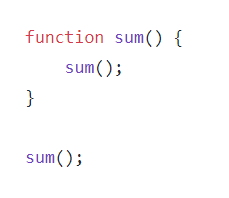 function sum() {
    sum();
}

sum();